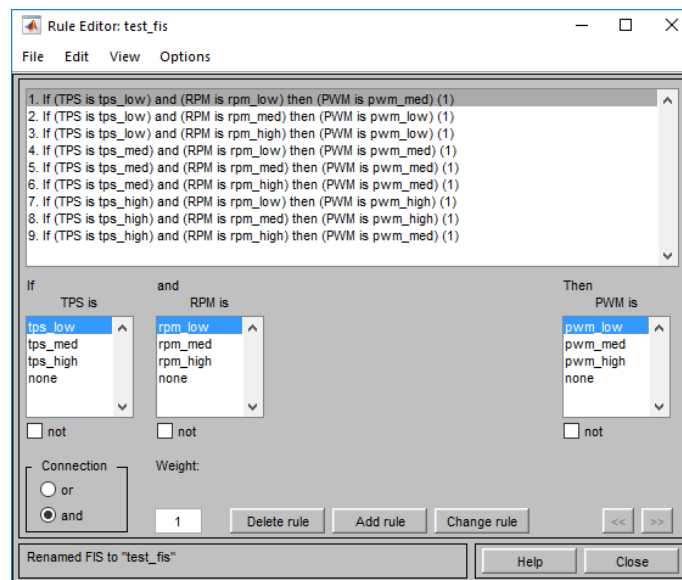 Rule Editor: test_fis
File Edit View Options
1. If (TPS is tps_low) and (RPM is rpm_low) then (PWM is pwm_med) (1)
2. If (TPS is tps_low) and (RPM is rpm_med) then (PWM is pwm_low) (1)
3. If (TPS is tps_low) and (RPM is rpm_high) then (PWM is pwm_low) (1)
4. If (TPS is tps_med) and (RPM is rpm_low) then (PWM is pwm_med) (1)
5. If (TPS is tps_med) and (RPM is rpm_med) then (PWM is pwm_med) (1)
6. If (TPS is tps_med) and (RPM is rpm_high) then (PWM is pwm_med) (1)
7. If (TPS is tps_high) and (RPM is rpm_low) then (PWM is pwm_high) (1)
8. If (TPS is tps_high) and (RPM is rpm_med) then (PWM is pwm_high) (1)
9. If (TPS is tps_high) and (RPM is rpm_high) then (PWM is pwm_med) (1)
If and Then
TPS is RPM is PWM is
tps_low rpm_low pwm_low
tps_med rpm_med pwm_med
tps_high rpm_high pwm_high
none none none
not not not
Connection Weight:
or
and 1 Delete rule Add rule Change rule << >>
Renamed FIS to "test_fis" Help Close